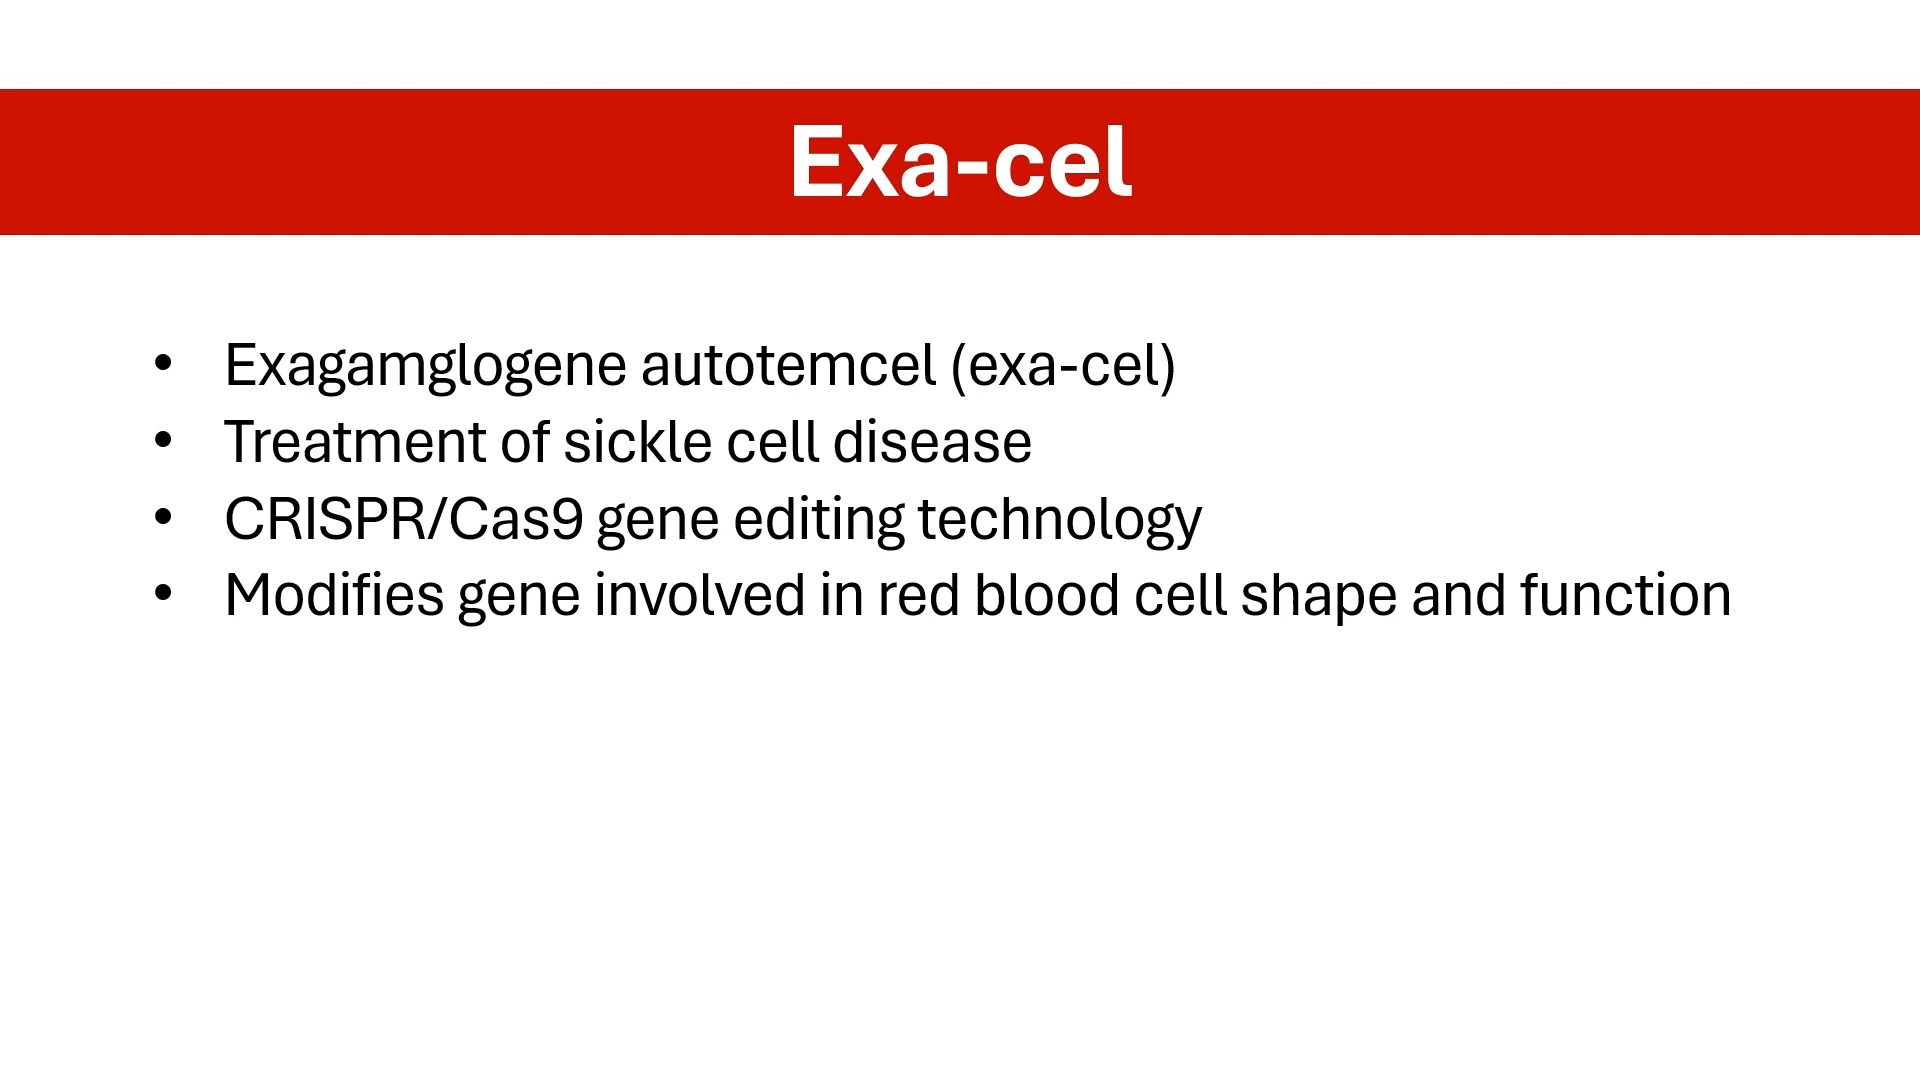 Exa-cel
• Exagamglogene autotemcel (exa-cel)
• Treatment of sickle cell disease
• CRISPR/Cas9 gene editing technology
• Modifies gene involved in red blood cell shape and function